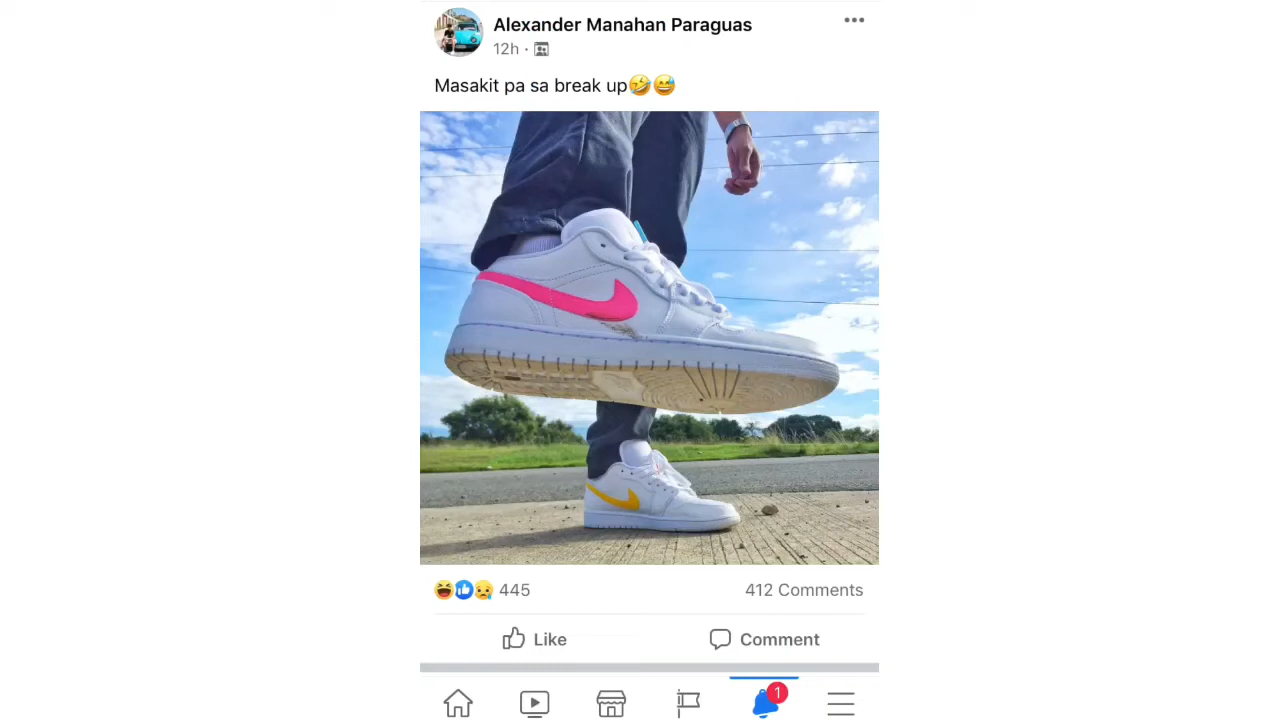 Alexander Manahan Paraguas
12h ·
Masakit pa sa break up🤣😅
445
412 Comments
Like
Comment
1